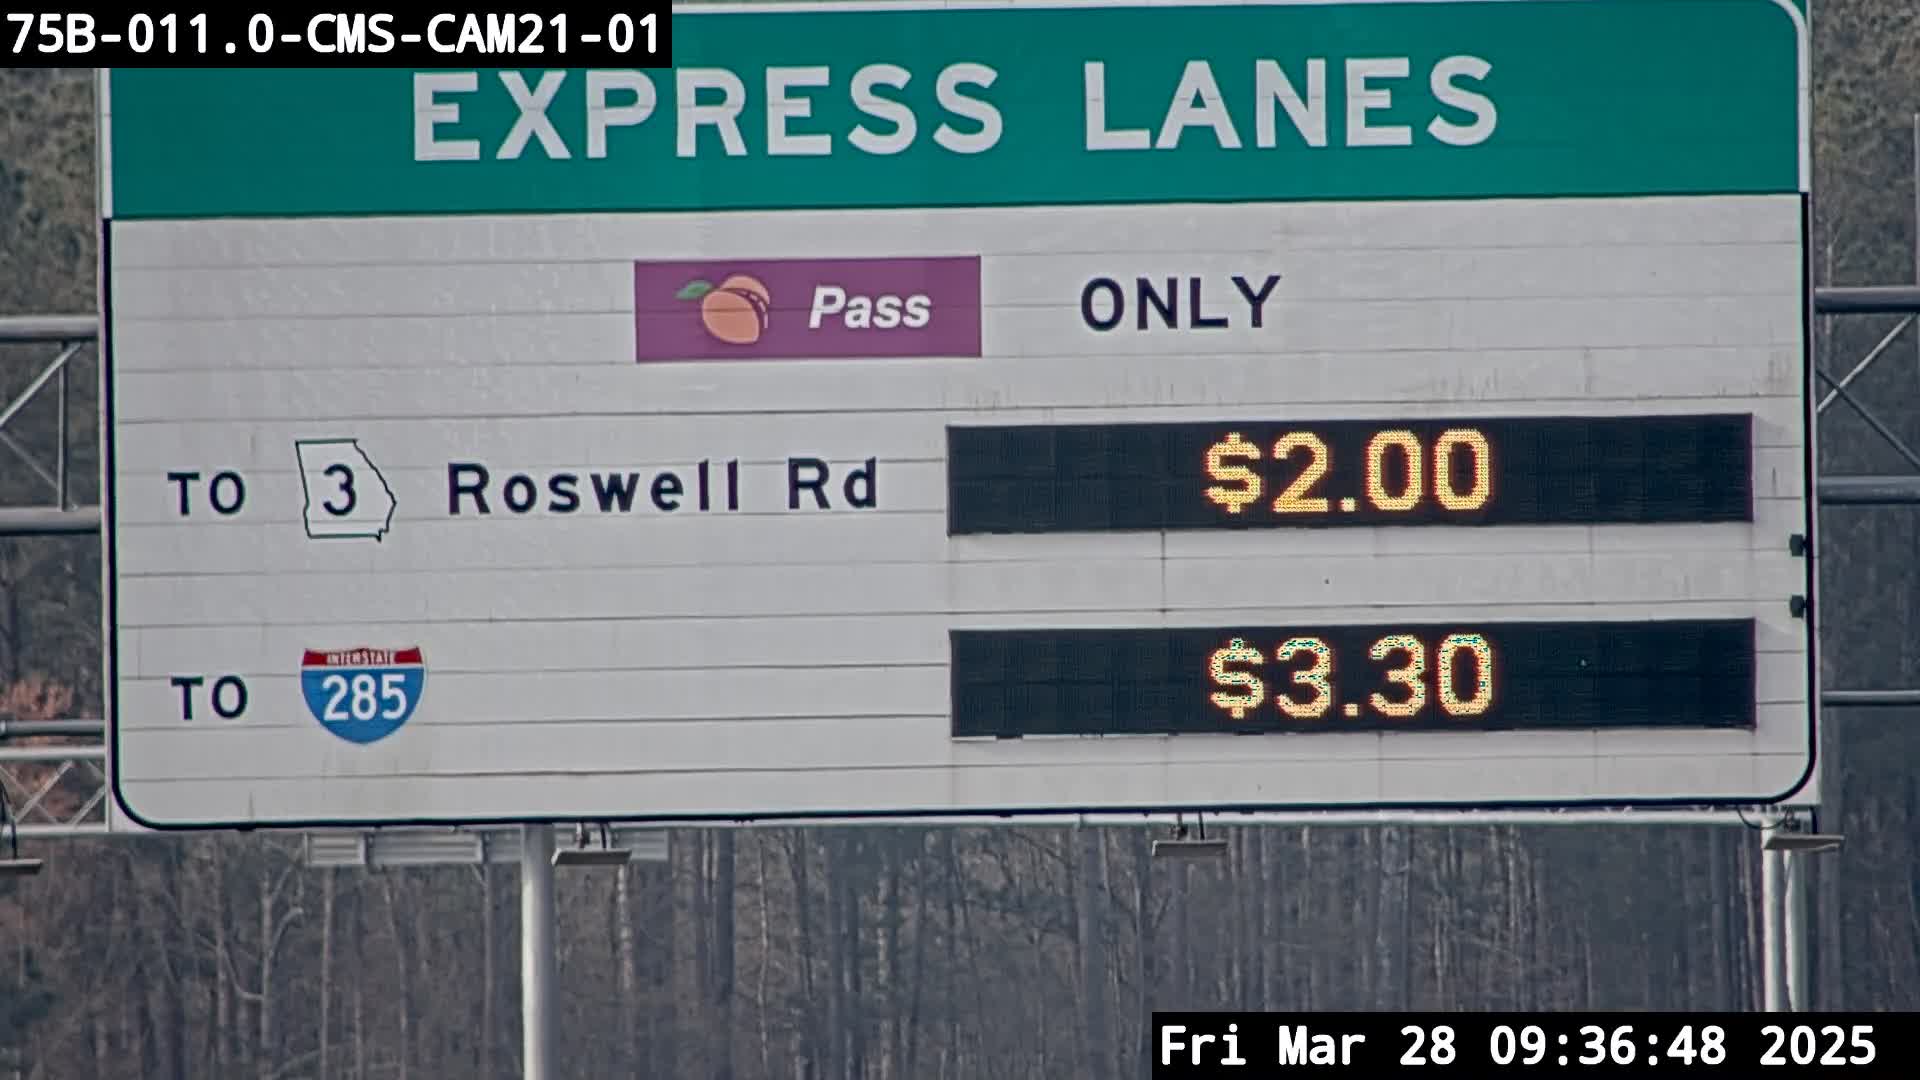 75B-011.0-CMS-CAM21-01
EXPRESS LANES
Pass ONLY
TO 3 Roswell Rd $2.00
INTERSTATE
TO 285 $3.30
Fri Mar 28 09:36:48 2025